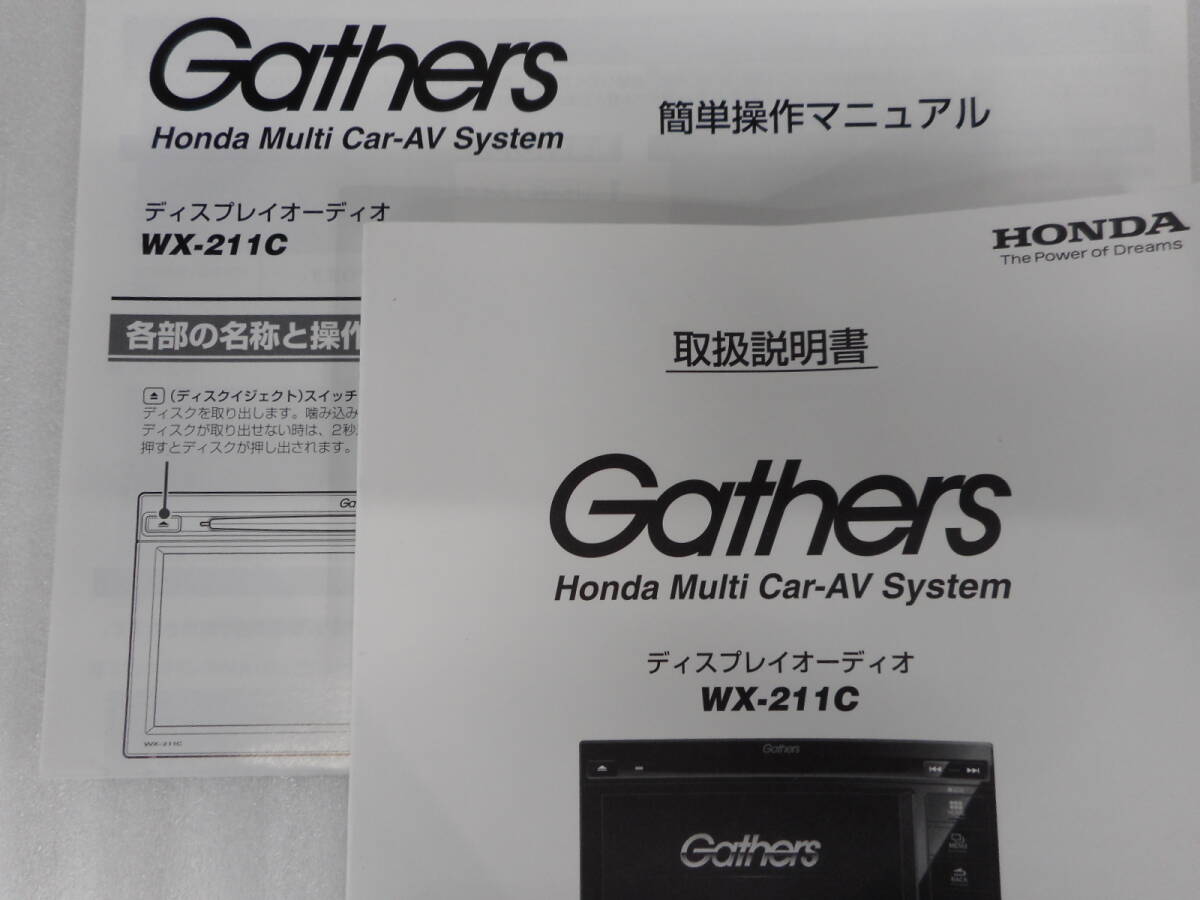 Gathers
Honda Multi Car-AV System
簡単操作マニュアル
ディスプレイオーディオ
WX-211C
各部の名称と操作
(ディスクイジェクト)スイッチ
ディスクを取り出します。噛み込み
ディスクが取り出せない時は、2秒
押すとディスクが押し出されます。
WX-211C
HONDA
The Power of Dreams
取扱説明書
Gathers
Honda Multi Car-AV System
ディスプレイオーディオ
WX-211C
Gathers
Gathers
MENU
BACK